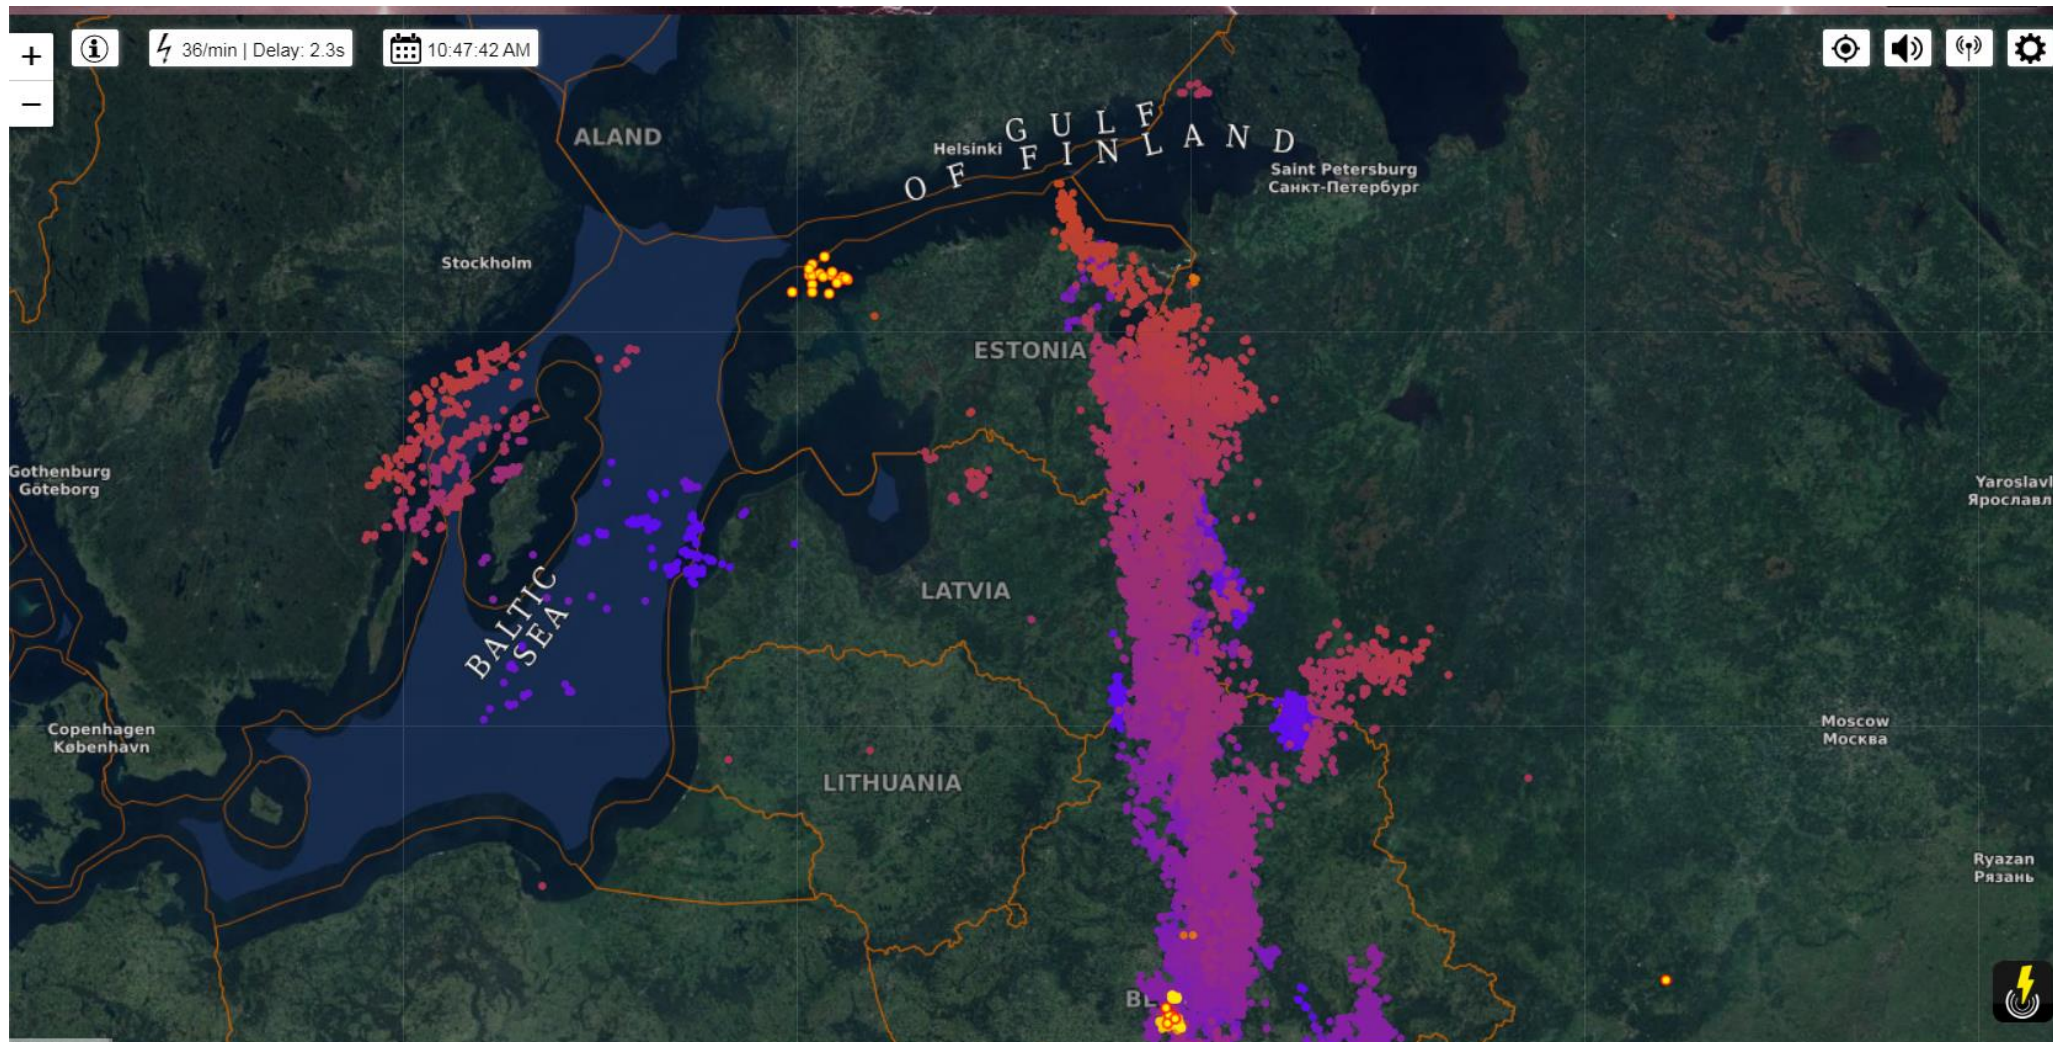 +
−
36/min | Delay: 2.3s
10:47:42 AM
ALAND
Helsinki
GULF
OF FINLAND
Saint Petersburg
Санкт-Петербург
Stockholm
ESTONIA
Gothenburg
Göteborg
Yaroslavl
Ярославл
LATVIA
BALTIC
SEA
Copenhagen
København
Moscow
Москва
LITHUANIA
Ryazan
Рязань
BE